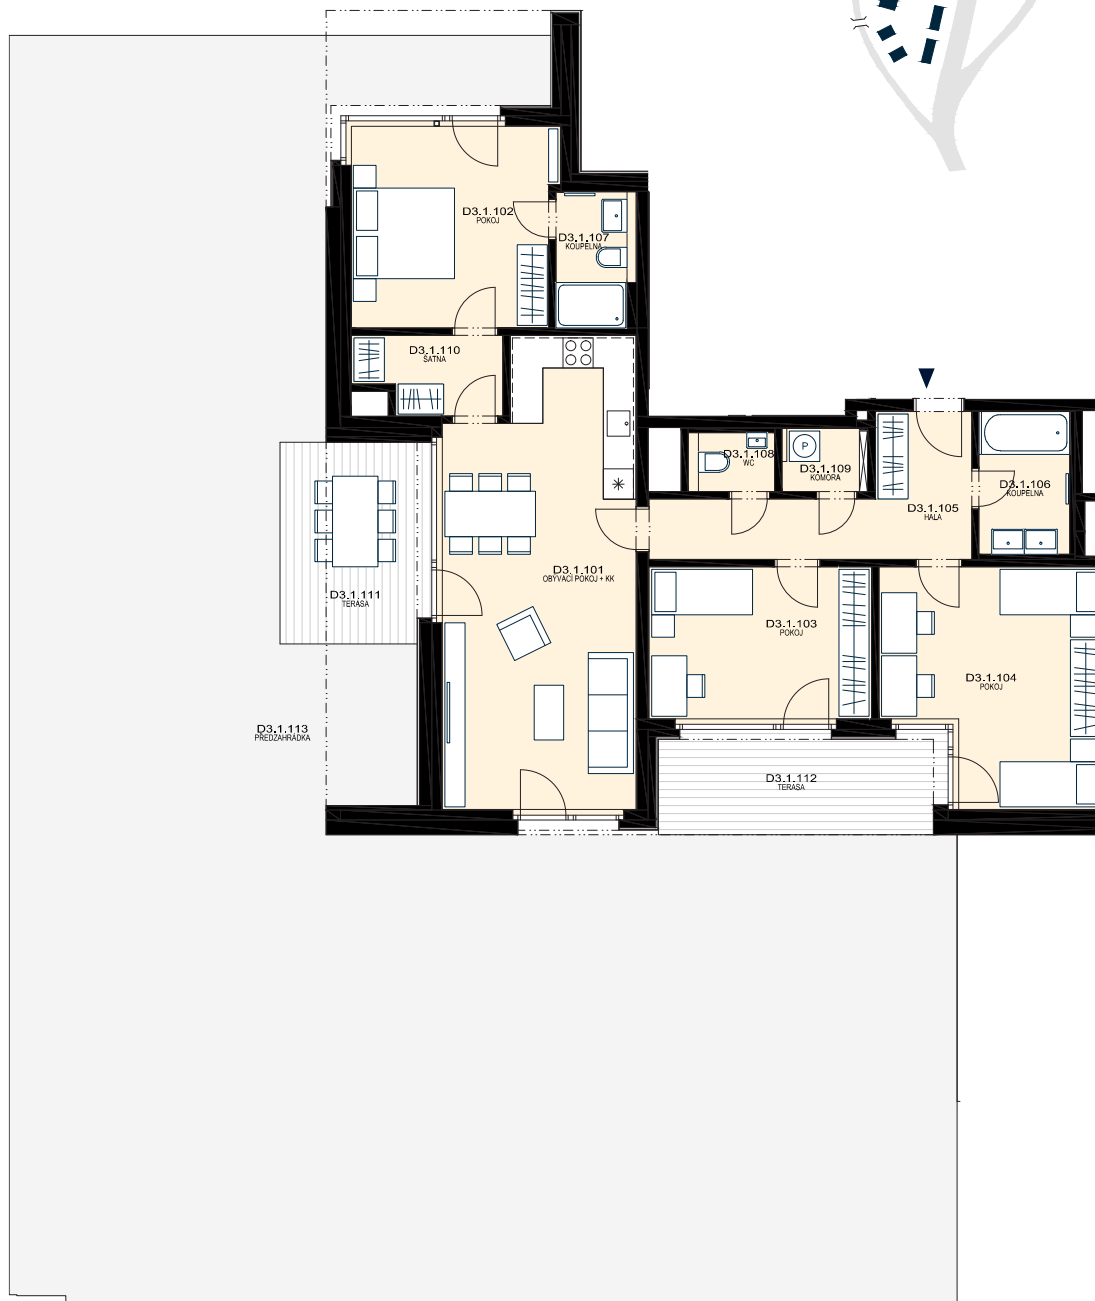 D3.1.102
POKOJ
D3.1.107
KOUPELNA
D3.1.110
ŠATNA
D3.1.108
WC
P
D3.1.109
KOMORA
D3.1.105
HALA
D3.1.106
KOUPELNA
D3.1.101
OBÝVACÍ POKOJ + KK
D3.1.111
TERASA
D3.1.103
POKOJ
D3.1.104
POKOJ
D3.1.113
PŘEDZAHRÁDKA
D3.1.112
TERASA